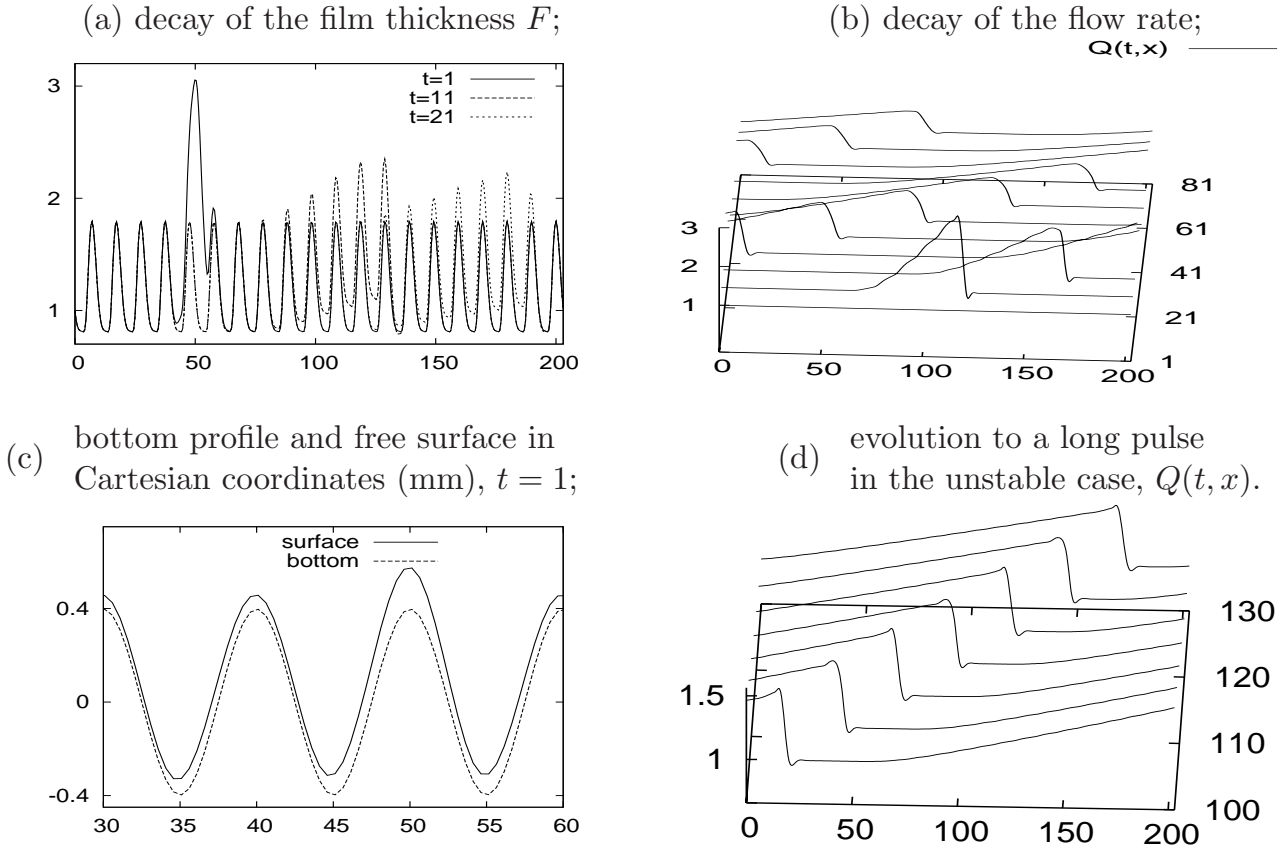 (a) decay of the film thickness F;
3
2
1
t=1
t=11
t=21
0 50 100 150 200
(b) decay of the flow rate;
Q(t,x)
3
2
1
0 50 100 150 200
81
61
41
21
1
(c) bottom profile and free surface in
Cartesian coordinates (mm), t = 1;
surface
bottom
0.4
0
-0.4
30 35 40 45 50 55 60
(d) evolution to a long pulse
in the unstable case, Q(t, x).
1.5
1
0 50 100 150 200
130
120
110
100